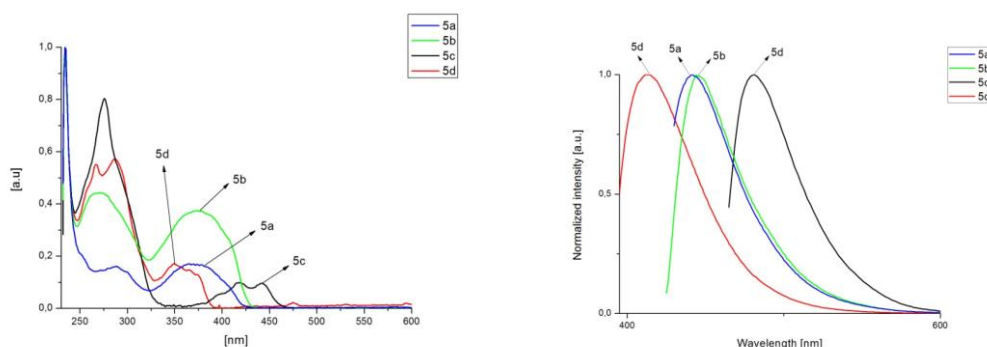 5a
5b
5c
5d
1,0
0,8
0,6
0,4
0,2
0,0
[a.u]
5d
5b
5a
5c
250 300 350 400 450 500 550 600
[nm]
5a
5b
5d
5a
5b
5d
1,0
0,5
0,0
Normalized intensity [a.u.]
400 600
Wavelength [nm]